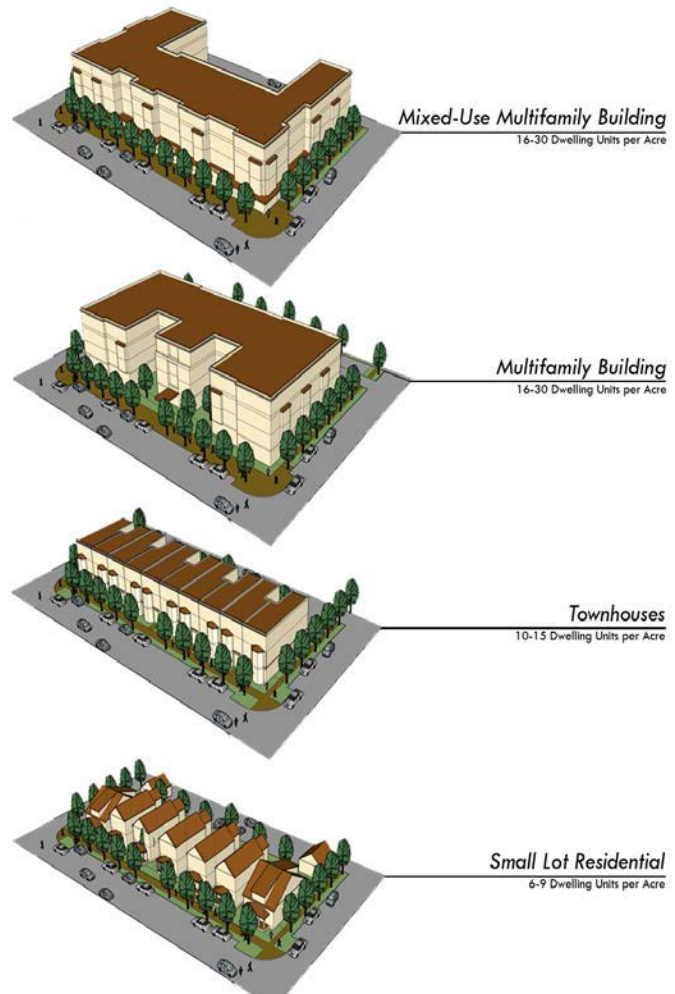 Mixed-Use Multifamily Building
16-30 Dwelling Units per Acre
Multifamily Building
16-30 Dwelling Units per Acre
Townhouses
10-15 Dwelling Units per Acre
Small Lot Residential
6-9 Dwelling Units per Acre